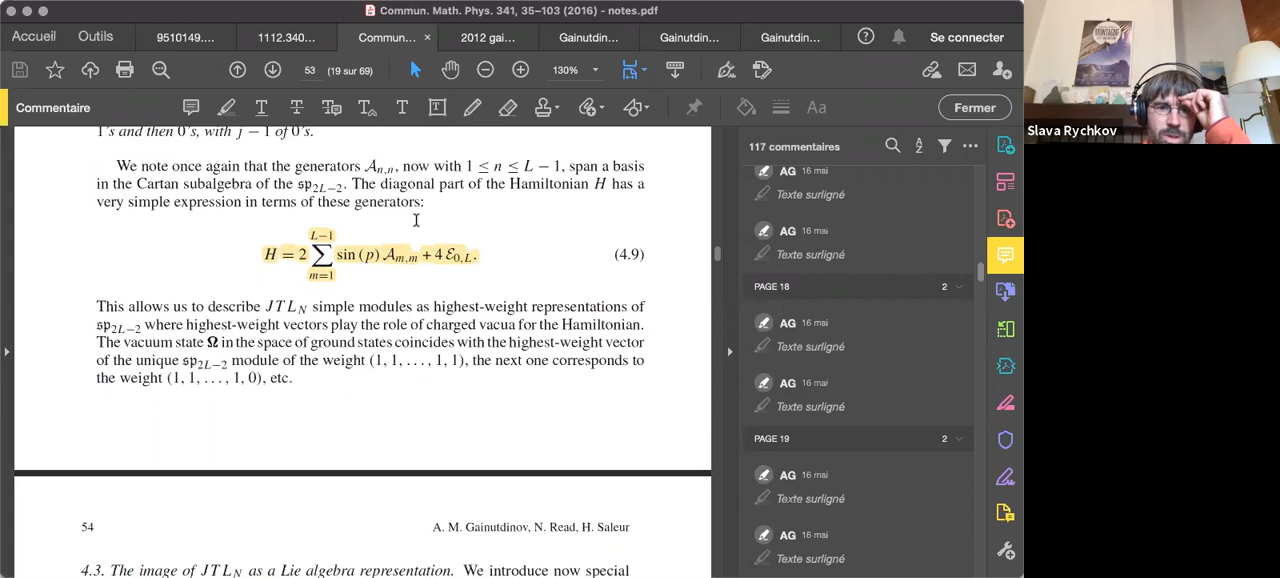 Commun. Math. Phys. 341, 35–103 (2016) - notes.pdf
Accueil Outils 9510149.... 1112.340... Commun... × 2012 gai... Gainutdin... Gainutdin... Gainutdin... Se connecter
53 (19 sur 69) 130%
Commentaire Aa Fermer
1's and then 0's, with j − 1 of 0's.
We note once again that the generators 𝒜n,n, now with 1 ≤ n ≤ L − 1, span a basis
in the Cartan subalgebra of the 𝔰𝔭2L−2. The diagonal part of the Hamiltonian H has a
very simple expression in terms of these generators:
H = 2 ∑_{m=1}^{L−1} sin (p) 𝒜m,m + 4 ℰ0,L. (4.9)
This allows us to describe JTLN simple modules as highest-weight representations of
𝔰𝔭2L−2 where highest-weight vectors play the role of charged vacua for the Hamiltonian.
The vacuum state Ω in the space of ground states coincides with the highest-weight vector
of the unique 𝔰𝔭2L−2 module of the weight (1, 1, . . . , 1, 1), the next one corresponds to
the weight (1, 1, . . . , 1, 0), etc.
54 A. M. Gainutdinov, N. Read, H. Saleur
4.3. The image of JTLN as a Lie algebra representation. We introduce now special
117 commentaires
Texte surligné
AG 16 mai
Texte surligné
PAGE 18 2
AG 16 mai
Texte surligné
AG 16 mai
Texte surligné
PAGE 19 2
AG 16 mai
Texte surligné
AG 16 mai
Texte surligné
Slava Rychkov
MONTAGNE